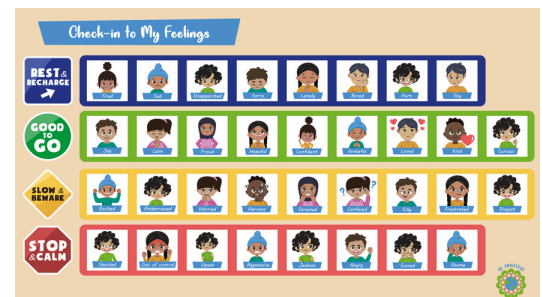 Check-in to My Feelings
REST &
RECHARGE
Tired Sad Disappointed Sorry Lonely Bored Hurt Shy
GOOD
TO
GO
Joy Calm Proud Hopeful Confident Grateful Loved Kind Curious
SLOW &
BEWARE
Excited Embarrassed Worried Nervous Stressed Confused Silly Frustrated Disgust
STOP
& CALM
Shocked Out of control Upset Aggressive Jealous Angry Scared Shame